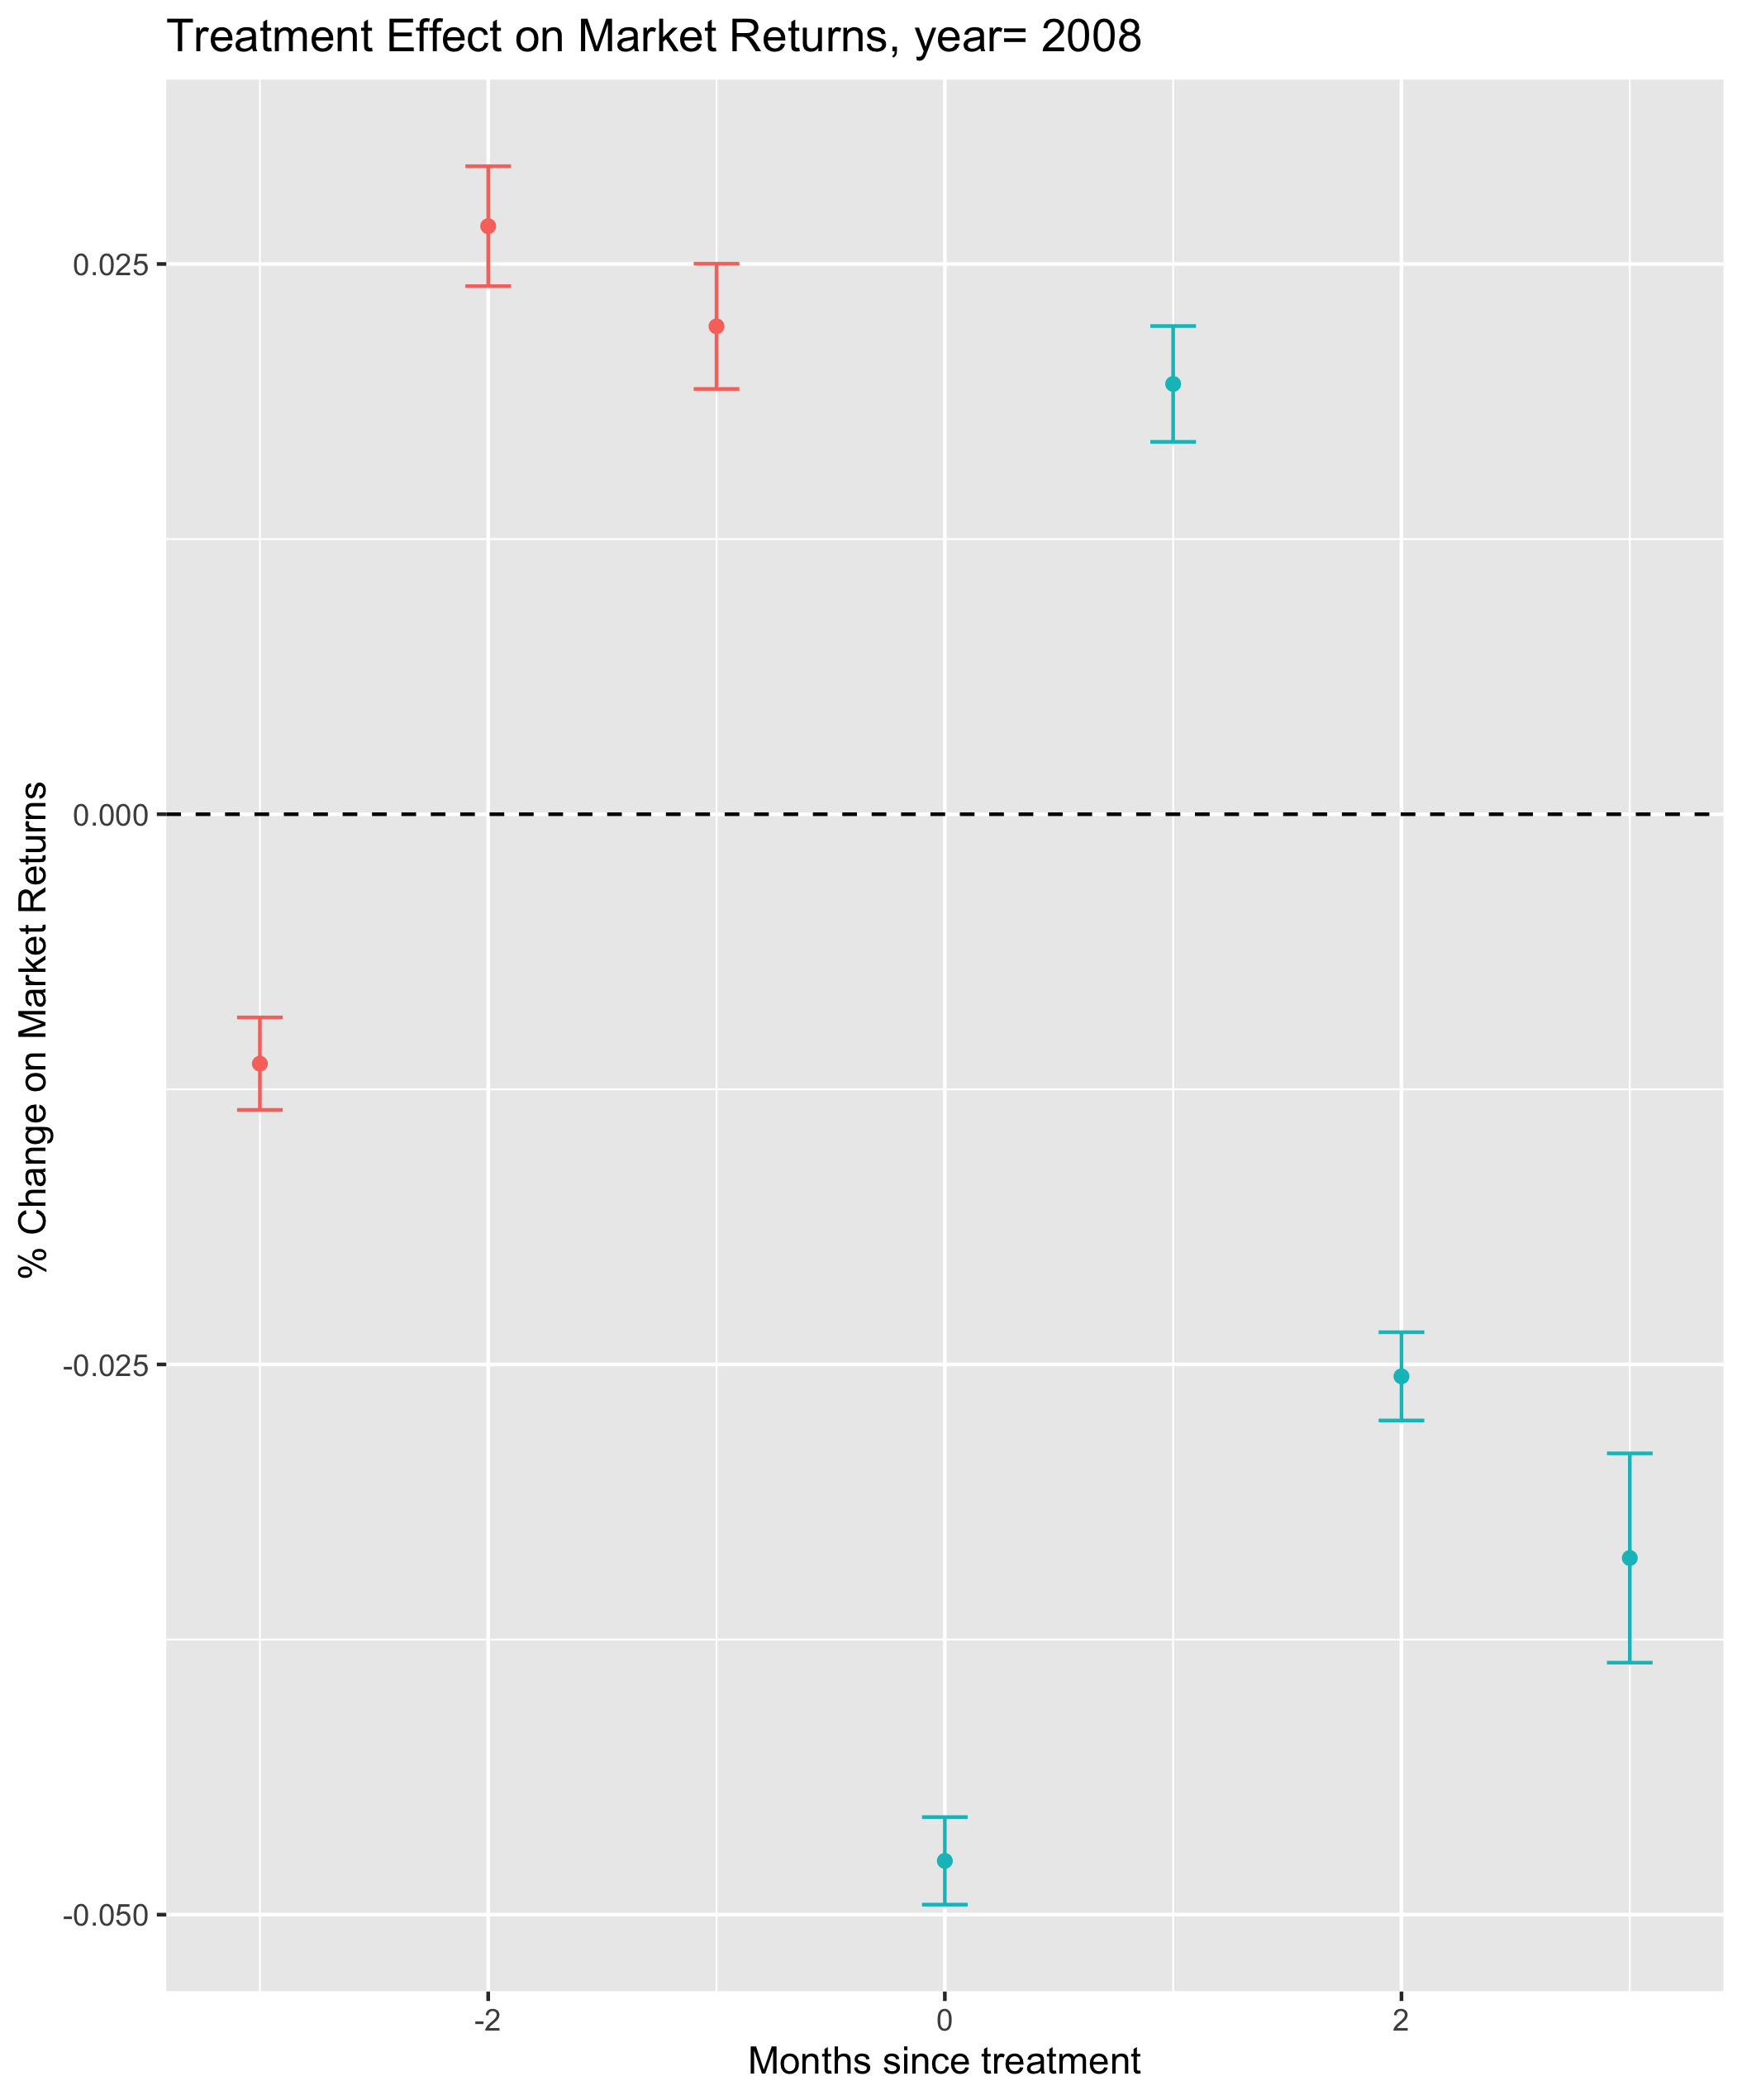 Treatment Effect on Market Returns, year= 2008
% Change on Market Returns
0.025
0.000
-0.025
-0.050
-2
0
2
Months since treatment